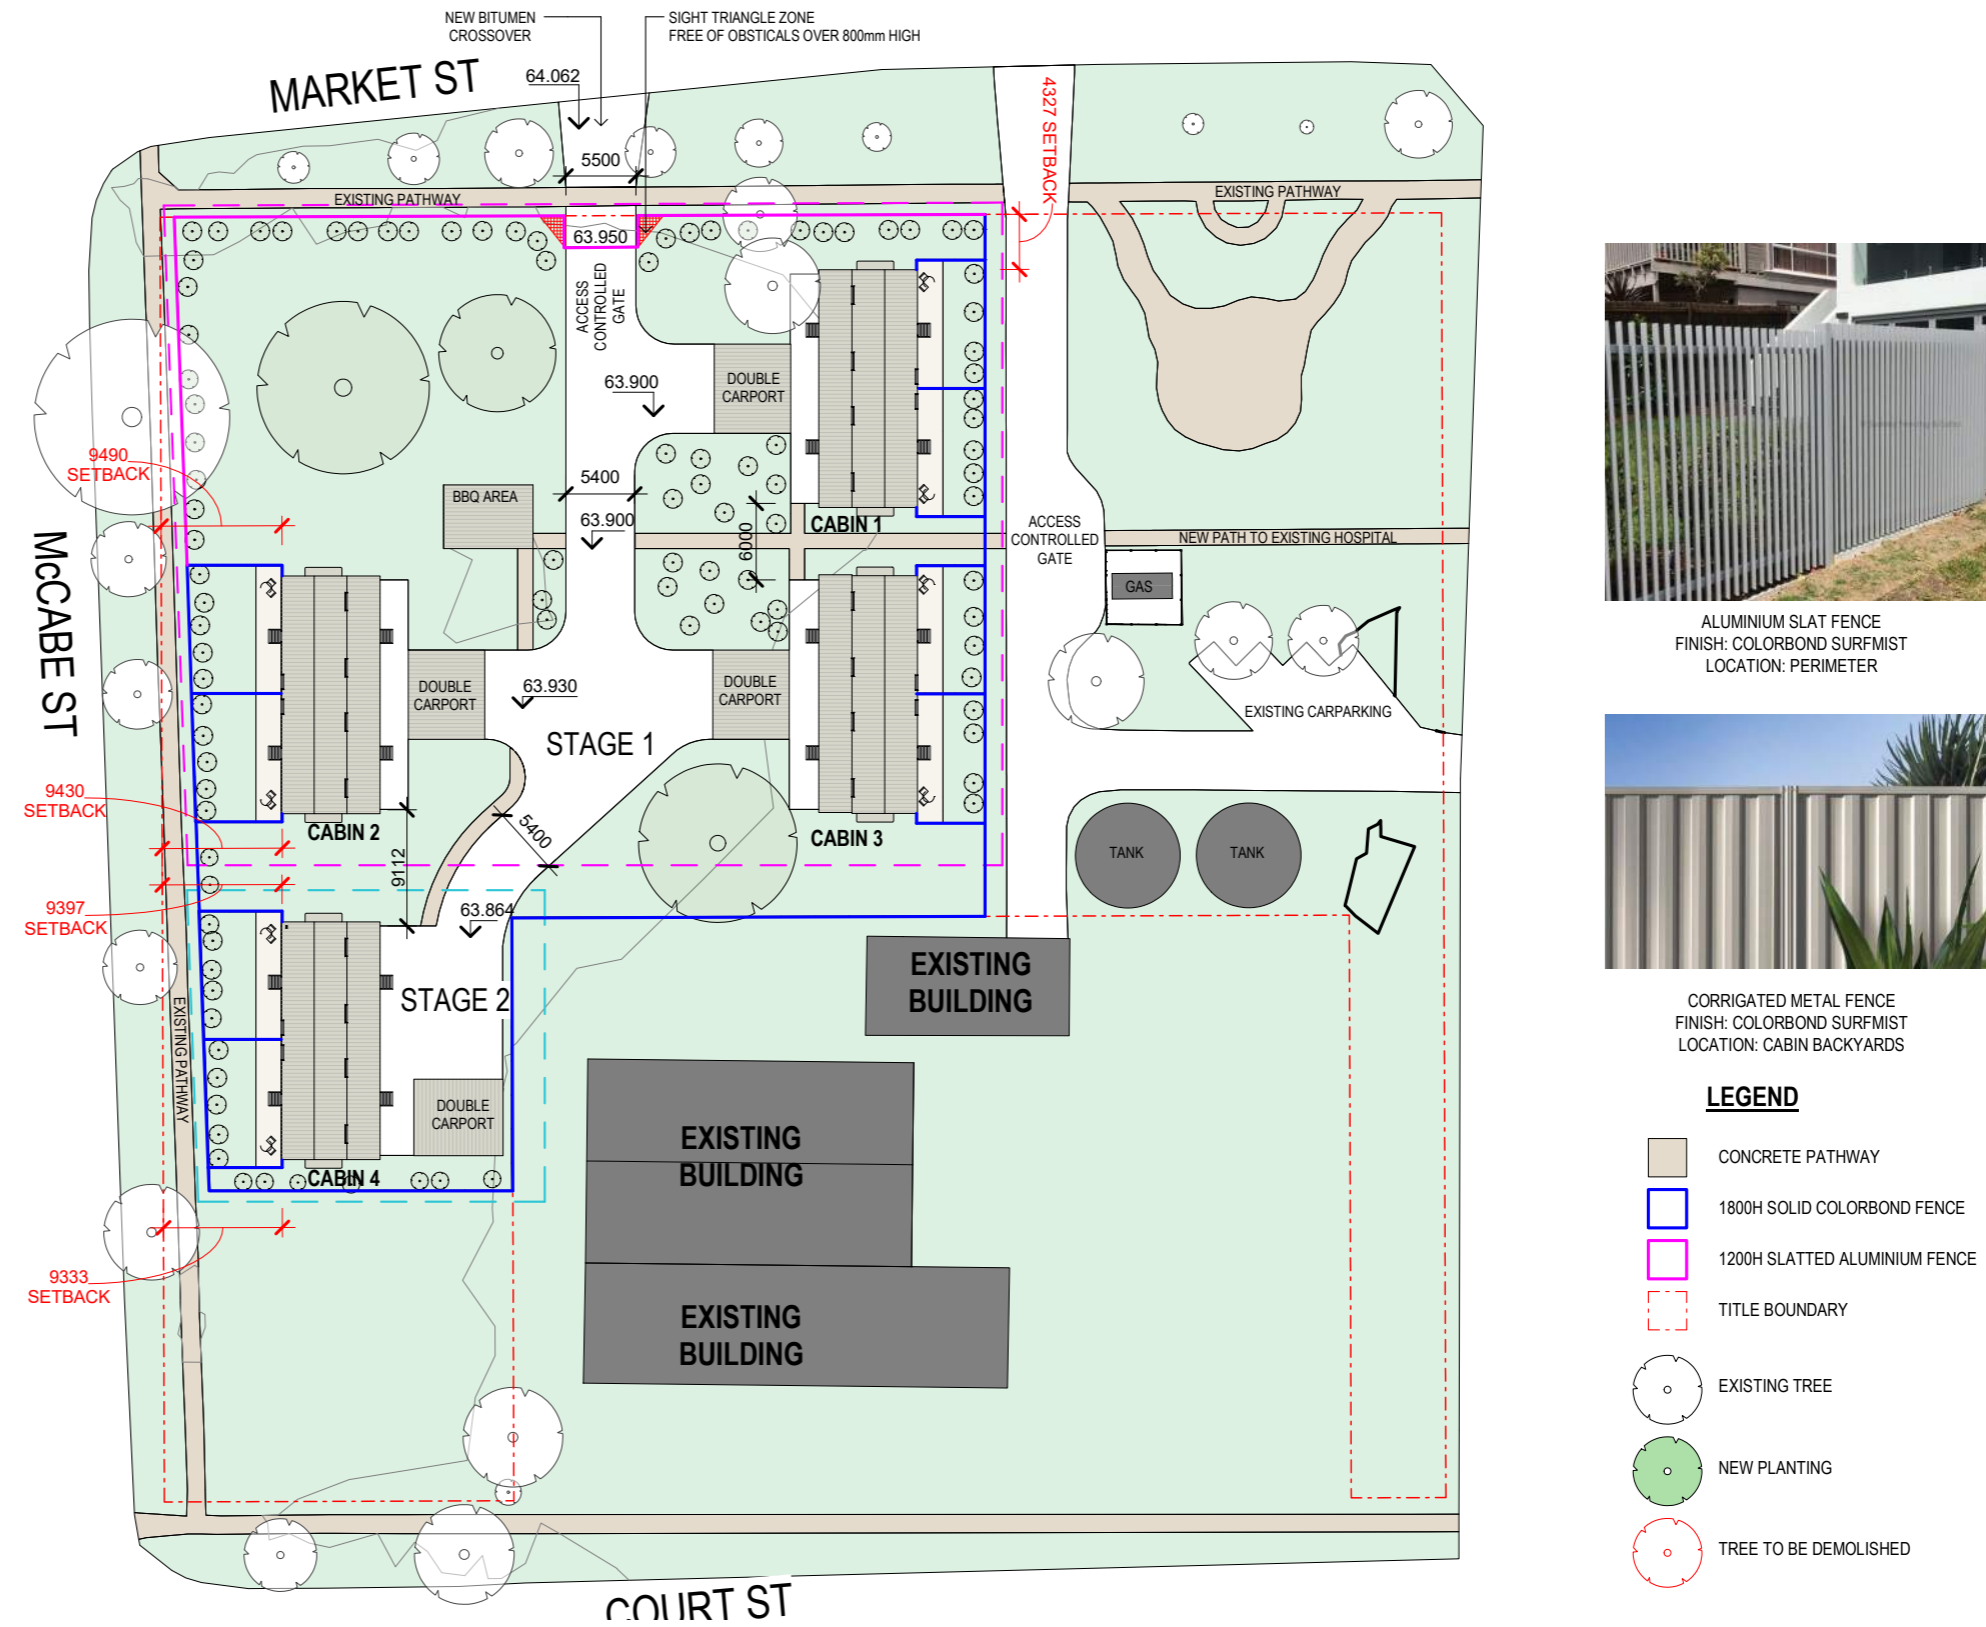 NEW BITUMEN
CROSSOVER
SIGHT TRIANGLE ZONE
FREE OF OBSTICALS OVER 800mm HIGH
MARKET ST
64.062
4327 SETBACK
5500
EXISTING PATHWAY
EXISTING PATHWAY
63.950
ACCESS
CONTROLLED
GATE
63.900
DOUBLE
CARPORT
9490
SETBACK
5400
BBQ AREA
63.900
6000
CABIN 1
ACCESS
CONTROLLED
GATE
NEW PATH TO EXISTING HOSPITAL
GAS
McCABE ST
DOUBLE
CARPORT
63.930
DOUBLE
CARPORT
STAGE 1
EXISTING CARPARKING
9430
SETBACK
CABIN 2
5400
CABIN 3
9112
TANK
TANK
9397
SETBACK
63.864
EXISTING PATHWAY
STAGE 2
EXISTING
BUILDING
DOUBLE
CARPORT
CABIN 4
EXISTING
BUILDING
9333
SETBACK
EXISTING
BUILDING
COURT ST
ALUMINIUM SLAT FENCE
FINISH: COLORBOND SURFMIST
LOCATION: PERIMETER
CORRIGATED METAL FENCE
FINISH: COLORBOND SURFMIST
LOCATION: CABIN BACKYARDS
LEGEND
CONCRETE PATHWAY
1800H SOLID COLORBOND FENCE
1200H SLATTED ALUMINIUM FENCE
TITLE BOUNDARY
EXISTING TREE
NEW PLANTING
TREE TO BE DEMOLISHED